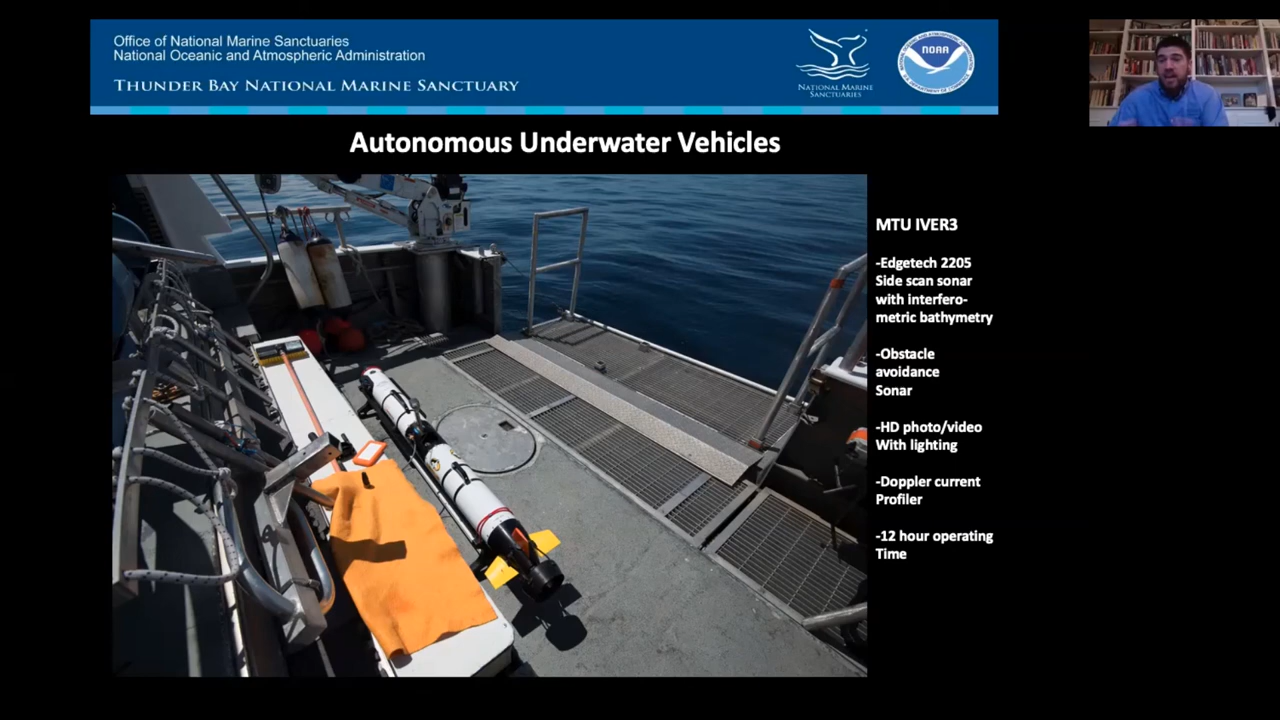 Office of National Marine Sanctuaries
National Oceanic and Atmospheric Administration
THUNDER BAY NATIONAL MARINE SANCTUARY
NATIONAL MARINE
SANCTUARIES
NOAA
Autonomous Underwater Vehicles
MTU IVER3
-Edgetech 2205
Side scan sonar
with interfero-
metric bathymetry
-Obstacle
avoidance
Sonar
-HD photo/video
With lighting
-Doppler current
Profiler
-12 hour operating
Time